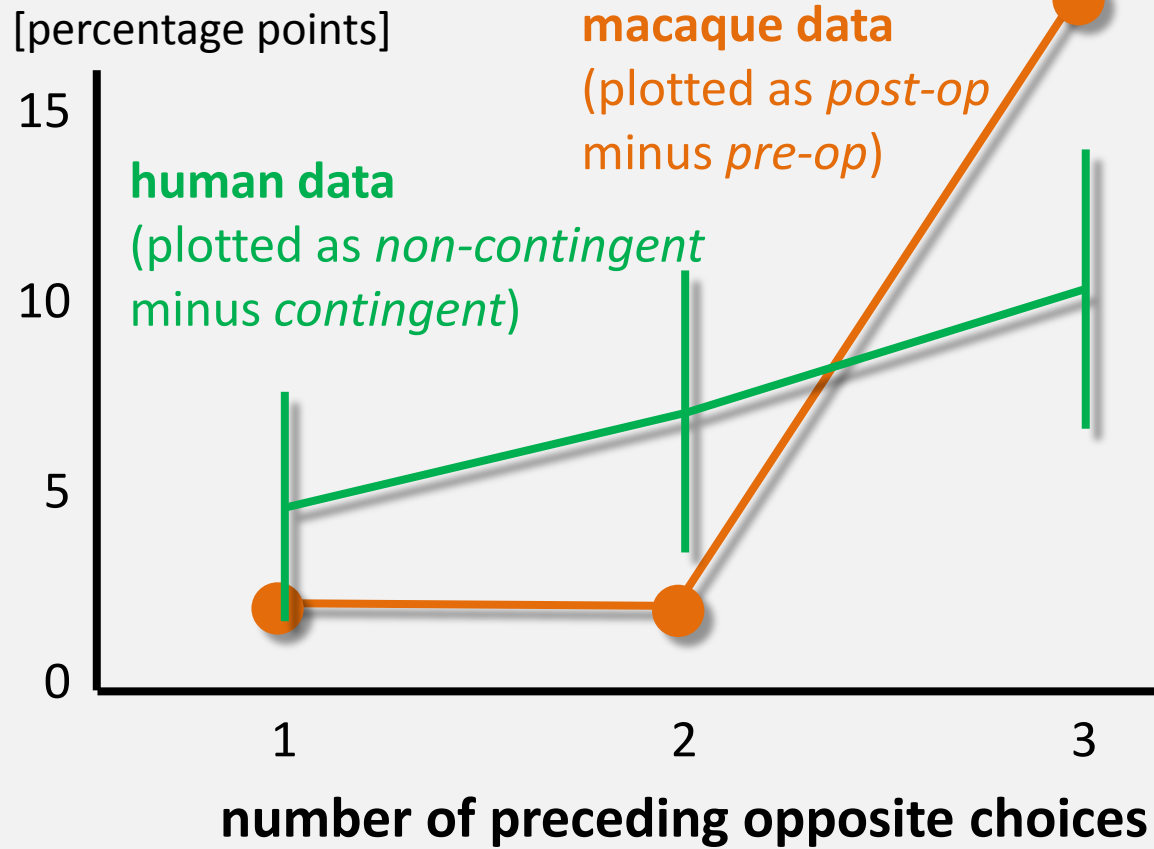 [percentage points]
macaque data
(plotted as post-op
minus pre-op)
human data
(plotted as non-contingent
minus contingent)
15
10
5
0
1 2 3
number of preceding opposite choices